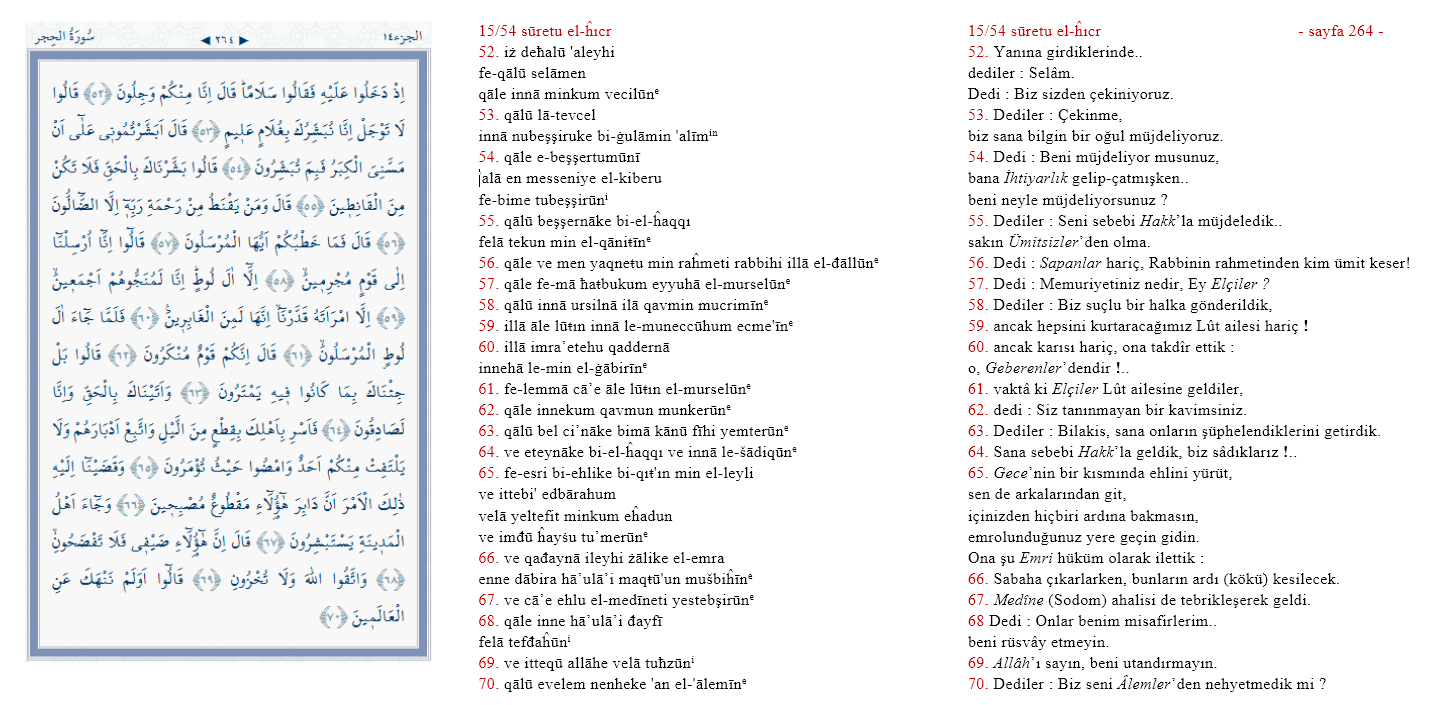 سُورَةُ الحِجر
◀ ٢٦٤ ▶
الجزء١٤
اِذْ دَخَلُوا عَلَيْهِ فَقَالُوا سَلَامًاۜ قَالَ اِنَّا مِنْكُمْ وَجِلُونَ ﴿٥٢﴾ قَالُوا
لَا تَوْجَلْ اِنَّا نُبَشِّرُكَ بِغُلَامٍ عَلٖيمٍ ﴿٥٣﴾ قَالَ اَبَشَّرْتُمُونٖى عَلٰٓى اَنْ
مَسَّنِىَ الْكِبَرُ فَبِمَ تُبَشِّرُونَ ﴿٥٤﴾ قَالُوا بَشَّرْنَاكَ بِالْحَقِّ فَلَا تَكُنْ
مِنَ الْقَانِطٖينَ ﴿٥٥﴾ قَالَ وَمَنْ يَقْنَطُ مِنْ رَحْمَةِ رَبِّهٖٓ اِلَّا الضَّٓالُّونَ
﴿٥٦﴾ قَالَ فَمَا خَطْبُكُمْ اَيُّهَا الْمُرْسَلُونَ ﴿٥٧﴾ قَالُٓوا اِنَّٓا اُرْسِلْنَٓا
اِلٰى قَوْمٍ مُجْرِمٖينَۙ ﴿٥٨﴾ اِلَّٓا اٰلَ لُوطٍۜ اِنَّا لَمُنَجُّوهُمْ اَجْمَعٖينَۙ
﴿٥٩﴾ اِلَّا امْرَاَتَهُ قَدَّرْنَٓا اِنَّهَا لَمِنَ الْغَابِرٖينَ۟ ﴿٦٠﴾ فَلَمَّا جَٓاءَ اٰلَ
لُوطٍ الْمُرْسَلُونَۙ ﴿٦١﴾ قَالَ اِنَّكُمْ قَوْمٌ مُنْكَرُونَ ﴿٦٢﴾ قَالُوا بَلْ
جِئْنَاكَ بِمَا كَانُوا فٖيهِ يَمْتَرُونَ ﴿٦٣﴾ وَاَتَيْنَاكَ بِالْحَقِّ وَاِنَّا
لَصَادِقُونَ ﴿٦٤﴾ فَاَسْرِ بِاَهْلِكَ بِقِطْعٍ مِنَ الَّيْلِ وَاتَّبِعْ اَدْبَارَهُمْ وَلَا
يَلْتَفِتْ مِنْكُمْ اَحَدٌ وَامْضُوا حَيْثُ تُؤْمَرُونَ ﴿٦٥﴾ وَقَضَيْنَٓا اِلَيْهِ
ذٰلِكَ الْاَمْرَ اَنَّ دَابِرَ هٰٓؤُ۬لَٓاءِ مَقْطُوعٌ مُصْبِحٖينَ ﴿٦٦﴾ وَجَٓاءَ اَهْلُ
الْمَدٖينَةِ يَسْتَبْشِرُونَ ﴿٦٧﴾ قَالَ اِنَّ هٰٓؤُ۬لَٓاءِ ضَيْفٖى فَلَا تَفْضَحُونِۙ
﴿٦٨﴾ وَاتَّقُوا اللّٰهَ وَلَا تُخْزُونِ ﴿٦٩﴾ قَالُٓوا اَوَلَمْ نَنْهَكَ عَنِ
الْعَالَمٖينَ ﴿٧٠﴾
15/54 sūretu el-ĥıcr
52. iż deħalū 'aleyhi
fe-qālū selāmen
qāle innā minkum vecilūnᵉ
53. qālū lā-tevcel
innā nubeşşiruke bi-ġulāmin 'alīmⁱⁿ
54. qāle e-beşşertumūnī
alā en messeniye el-kiberu
fe-bime tubeşşirūnⁱ
55. qālū beşşernāke bi-el-ĥaqqı
felā tekun min el-qāniŧīnᵉ
56. qāle ve men yaqneŧu min raĥmeti rabbihi illā el-đāllūnᵉ
57. qāle fe-mā ħaŧbukum eyyuhā el-murselūnᵉ
58. qālū innā ursilnā ilā qavmin mucrimīnᵉ
59. illā āle lūŧın innā le-muneccūhum ecme'īnᵉ
60. illā imra’etehu qaddernā
innehā le-min el-ġābirīnᵉ
61. fe-lemmā cā’e āle lūŧın el-murselūnᵉ
62. qāle innekum qavmun munkerūnᵉ
63. qālū bel ci’nāke bimā kānū fīhi yemterūnᵉ
64. ve eteynāke bi-el-ĥaqqı ve innā le-šādiqūnᵉ
65. fe-esri bi-ehlike bi-qıŧ'ın min el-leyli
ve ittebi' edbārahum
velā yeltefit minkum eĥadun
ve imđū ĥayŝu tu’merūnᵉ
66. ve qađaynā ileyhi żālike el-emra
enne dābira hā’ulā’i maqŧū'un mušbiĥīnᵉ
67. ve cā’e ehlu el-medīneti yestebşirūnᵉ
68. qāle inne hā’ulā’i đayfī
felā tefđaĥūnⁱ
69. ve itteqū allāhe velā tuħzūnⁱ
70. qālū evelem nenheke 'an el-'ālemīnᵉ
15/54 sūretu el-ĥıcr - sayfa 264 -
52. Yanına girdiklerinde..
dediler : Selâm.
Dedi : Biz sizden çekiniyoruz.
53. Dediler : Çekinme,
biz sana bilgin bir oğul müjdeliyoruz.
54. Dedi : Beni müjdeliyor musunuz,
bana İhtiyarlık gelip-çatmışken..
beni neyle müjdeliyorsunuz ?
55. Dediler : Seni sebebi Hakk’la müjdeledik..
sakın Ümitsizler’den olma.
56. Dedi : Sapanlar hariç, Rabbinin rahmetinden kim ümit keser!
57. Dedi : Memuriyetiniz nedir, Ey Elçiler ?
58. Dediler : Biz suçlu bir halka gönderildik,
59. ancak hepsini kurtaracağımız Lût ailesi hariç !
60. ancak karısı hariç, ona takdîr ettik :
o, Geberenler’dendir !..
61. vaktâ ki Elçiler Lût ailesine geldiler,
62. dedi : Siz tanınmayan bir kavimsiniz.
63. Dediler : Bilakis, sana onların şüphelendiklerini getirdik.
64. Sana sebebi Hakk’la geldik, biz sâdıklarız !..
65. Gece’nin bir kısmında ehlini yürüt,
sen de arkalarından git,
içinizden hiçbiri ardına bakmasın,
emrolunduğunuz yere geçin gidin.
Ona şu Emri hüküm olarak ilettik :
66. Sabaha çıkarlarken, bunların ardı (kökü) kesilecek.
67. Medîne (Sodom) ahalisi de tebrikleşerek geldi.
68 Dedi : Onlar benim misafirlerim..
beni rüsvây etmeyin.
69. Allâh’ı sayın, beni utandırmayın.
70. Dediler : Biz seni Âlemler’den nehyetmedik mi ?